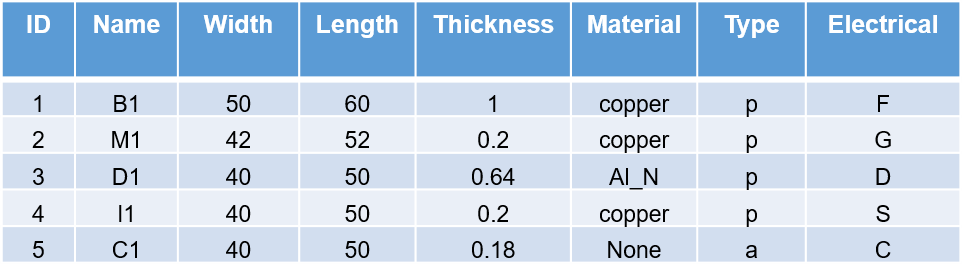 ID Name Width Length Thickness Material Type Electrical
1 B1 50 60 1 copper p F
2 M1 42 52 0.2 copper p G
3 D1 40 50 0.64 Al_N p D
4 I1 40 50 0.2 copper p S
5 C1 40 50 0.18 None a C